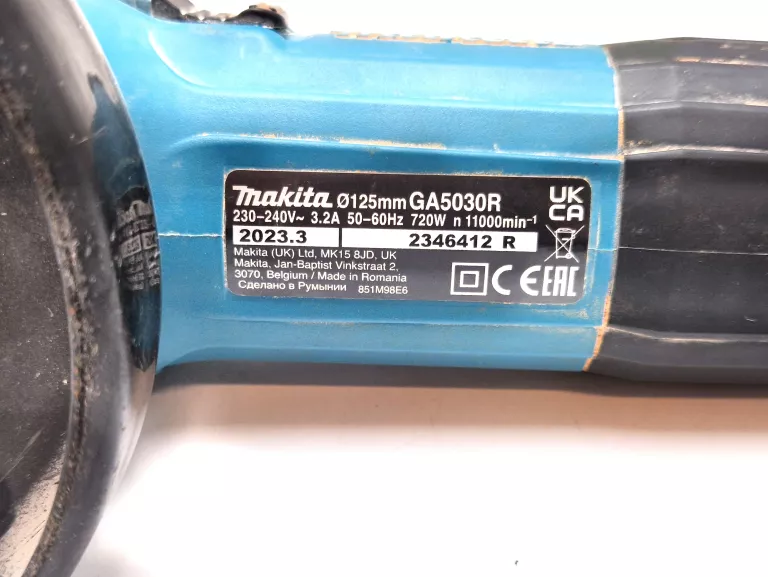 makita Ø125mm GA5030R
230-240V~ 3.2A 50-60Hz 720W n 11000min⁻¹
2023.3 2346412 R
Makita (UK) Ltd, MK15 8JD, UK
Makita, Jan-Baptist Vinkstraat 2,
3070, Belgium / Made in Romania
Сделано в Румынии 851M98E6
UK
CA
CE EAC